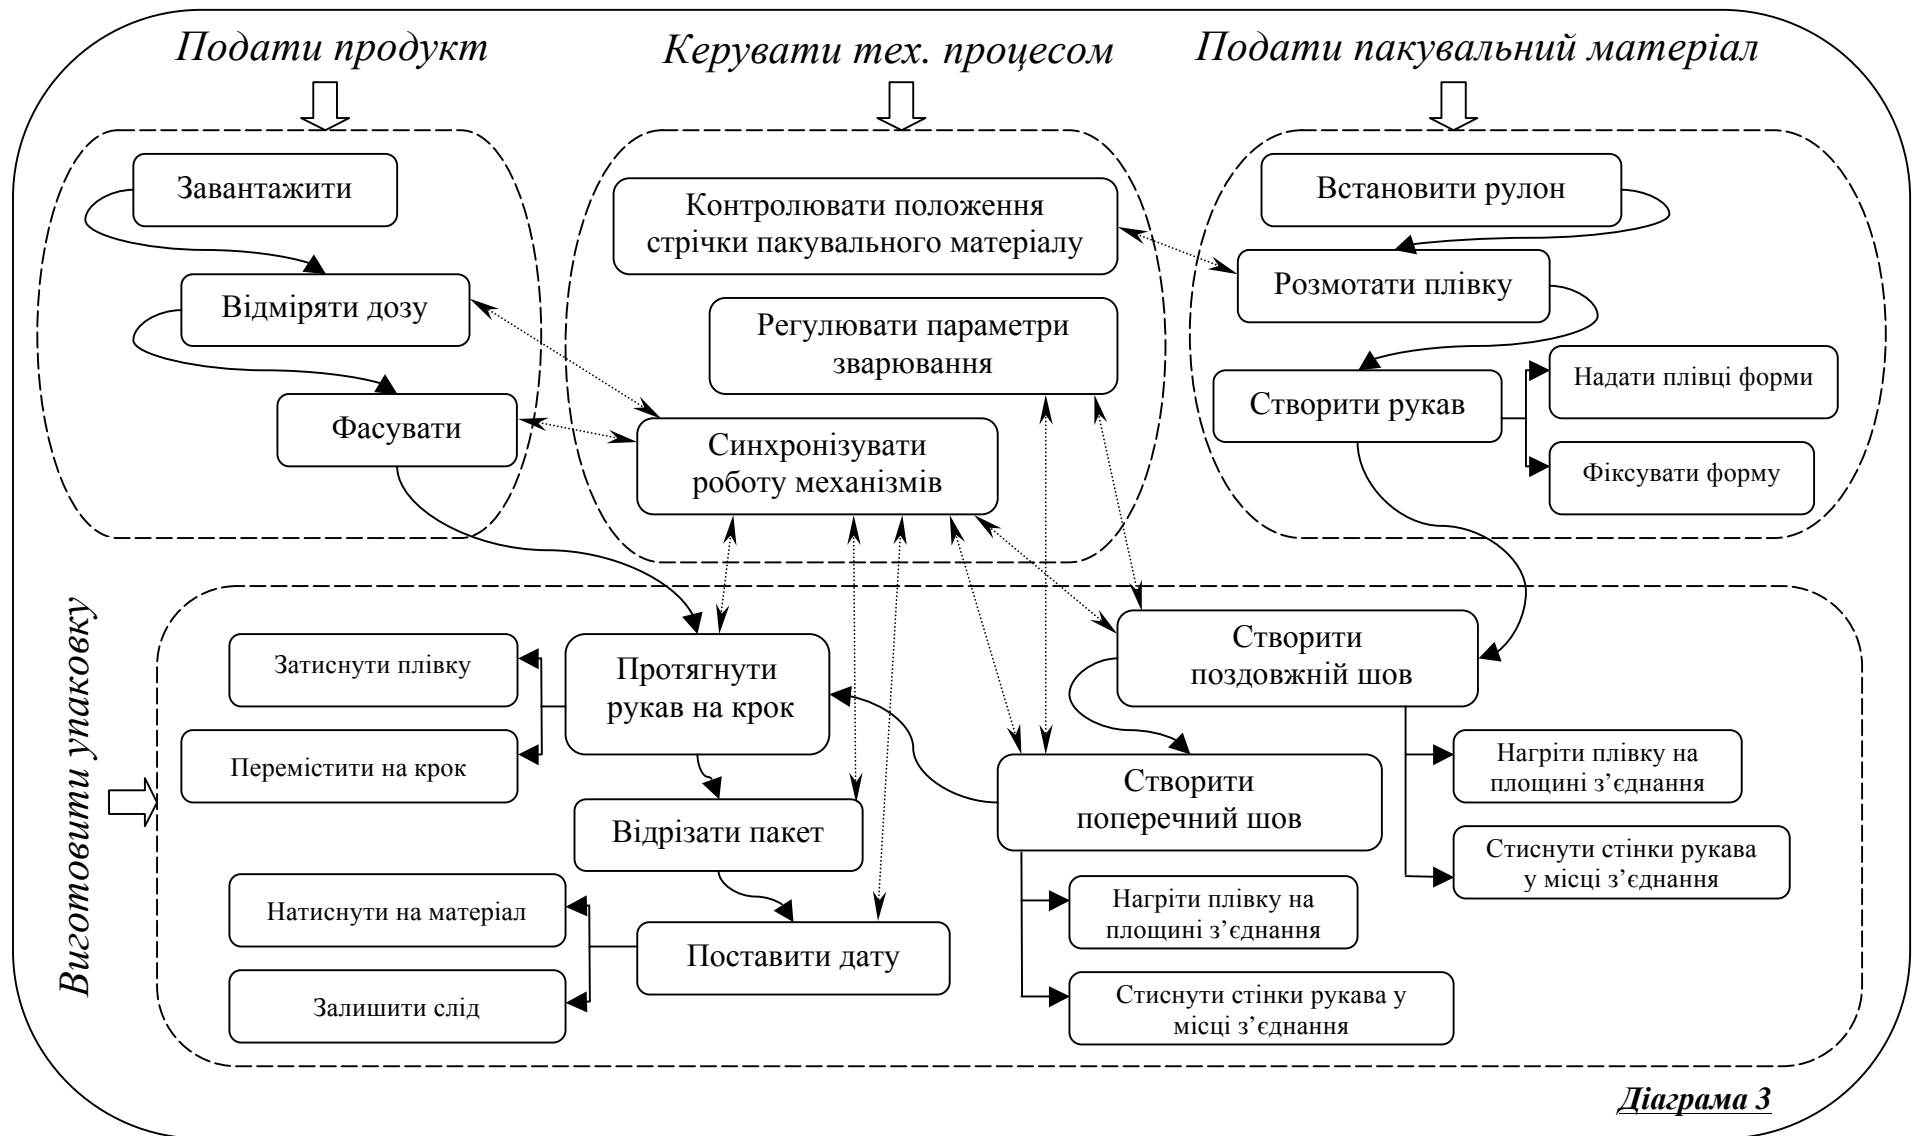 Подати продукт
Керувати тех. процесом
Подати пакувальний матеріал
Завантажити
Відміряти дозу
Фасувати
Контролювати положення
стрічки пакувального матеріалу
Регулювати параметри
зварювання
Синхронізувати
роботу механізмів
Встановити рулон
Розмотати плівку
Створити рукав
Надати плівці форми
Фіксувати форму
Виготовити упаковку
Затиснути плівку
Перемістити на крок
Протягнути
рукав на крок
Відрізати пакет
Натиснути на матеріал
Залишити слід
Поставити дату
Створити
поздовжній шов
Створити
поперечний шов
Нагріти плівку на
площині з’єднання
Стиснути стінки рукава
у місці з’єднання
Нагріти плівку на
площині з’єднання
Стиснути стінки рукава у
місці з’єднання
Діаграма 3